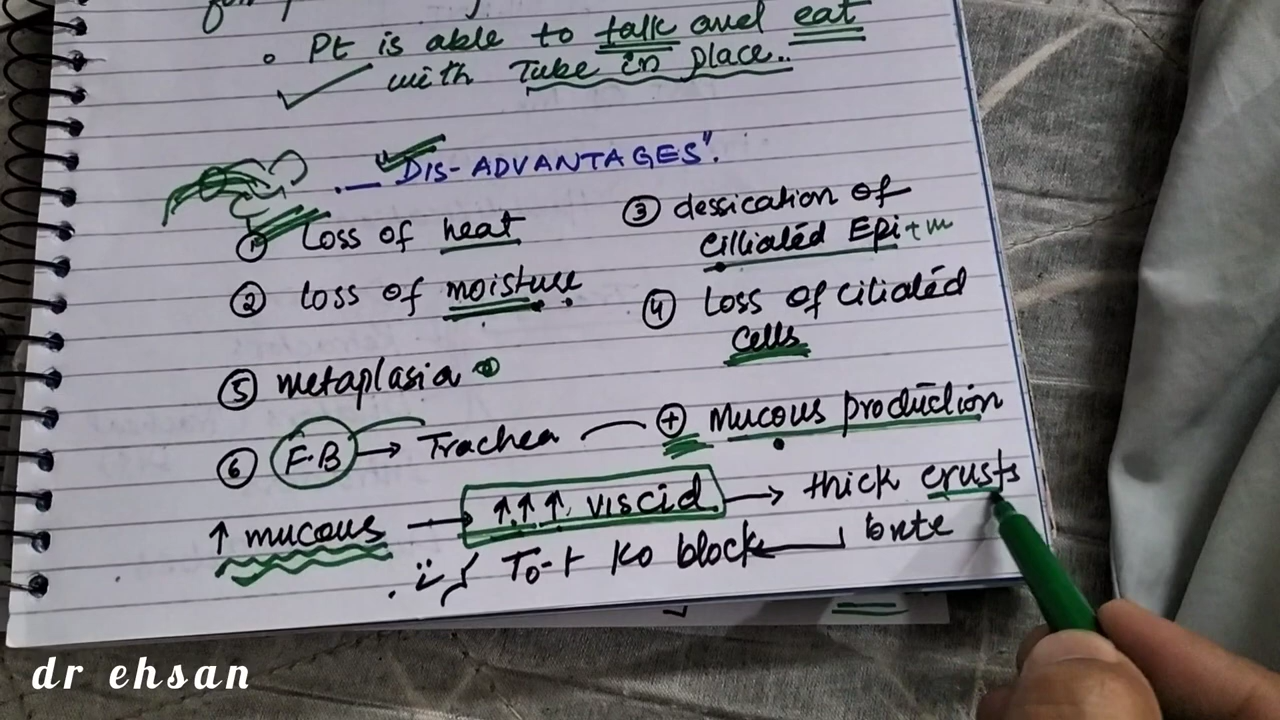 Pt is able to talk and eat
with Tube in place..
DIS-ADVANTAGES".
① Loss of heat
② loss of moisture
③ dessication of
cilliated Epi+m
④ Loss of ciliated
cells
⑤ metaplasia
⑥ F.B → Trachea — ⊕ Mucous production
↑ mucous → ↑↑↑ viscid → thick crusts
bnte
To-t ko block
dr ehsan